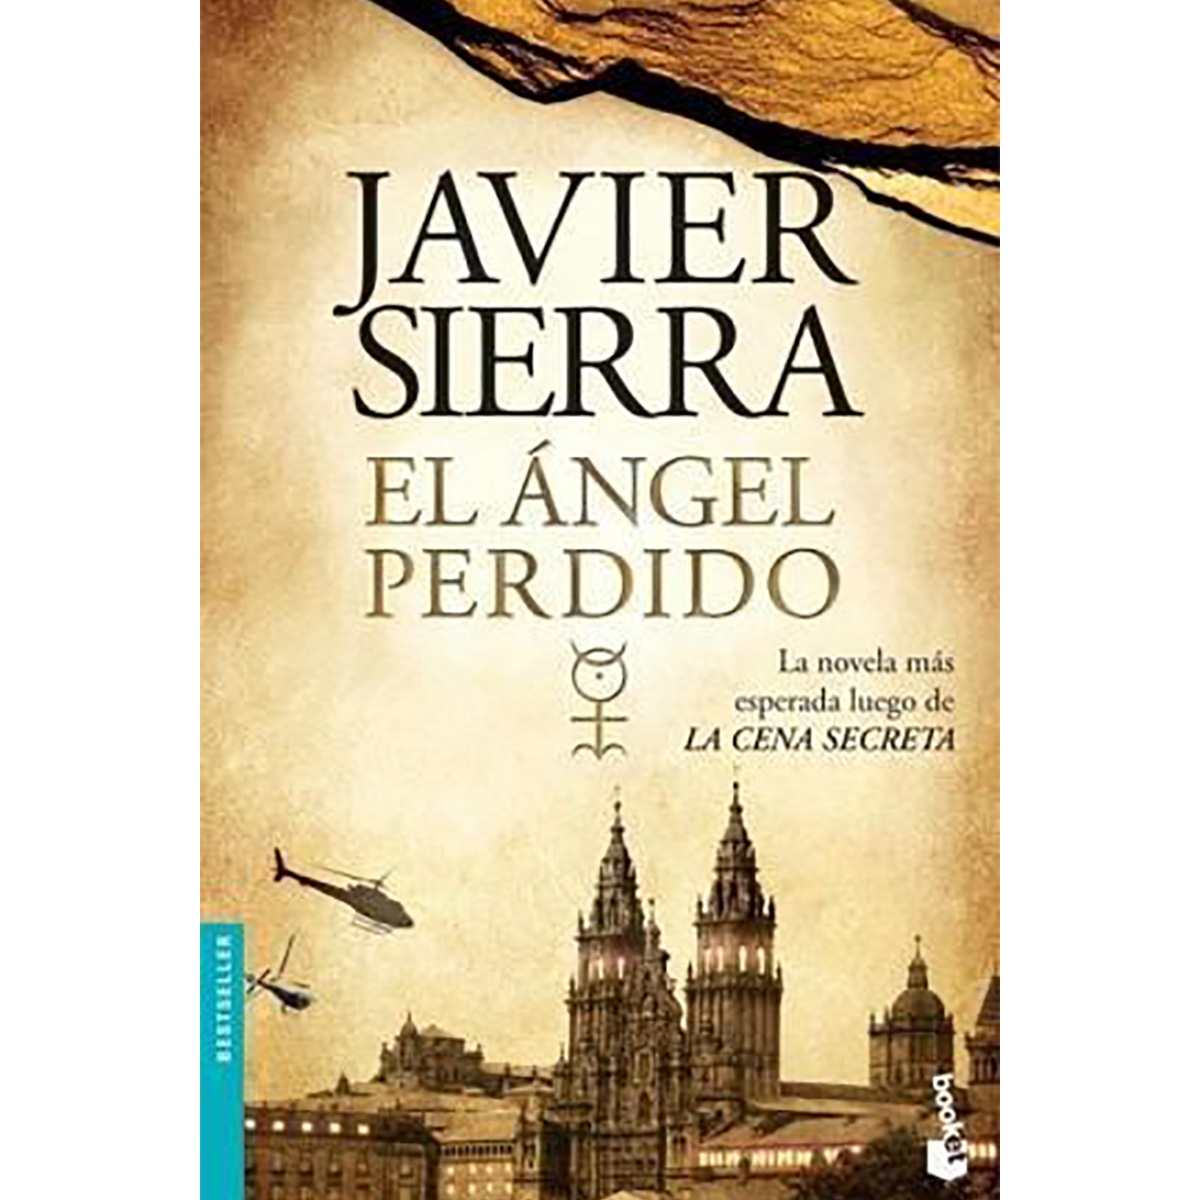 JAVIER
SIERRA
EL ÁNGEL
PERDIDO
La novela más
esperada luego de
LA CENA SECRETA
BESTSELLER
booket